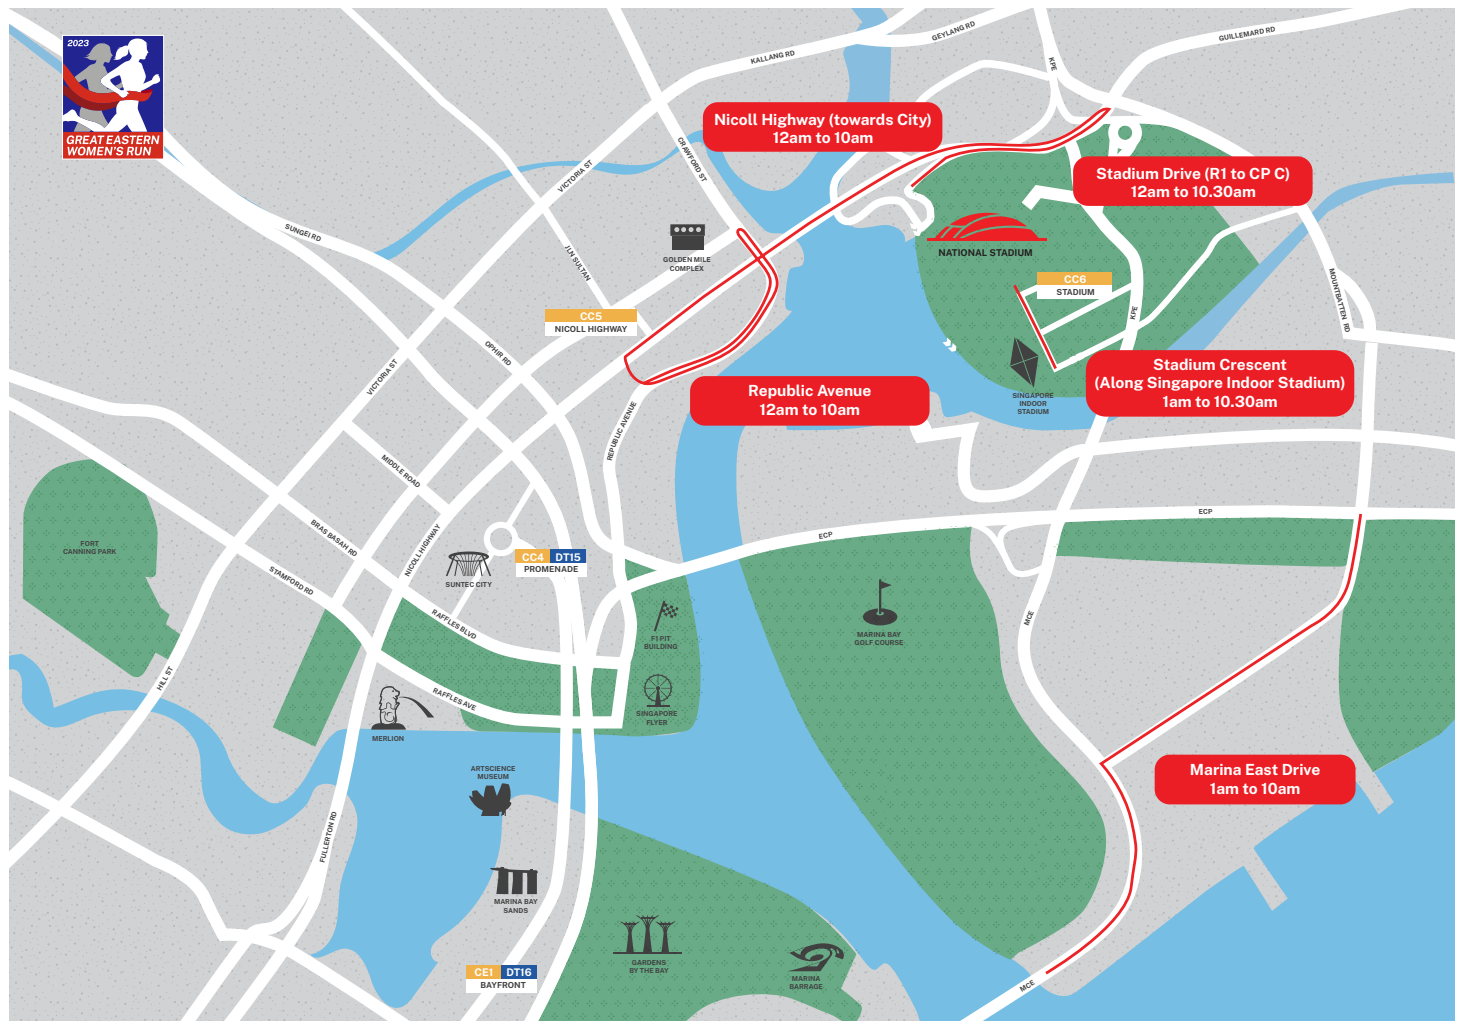 2023
GREAT EASTERN
WOMEN'S RUN
KALLANG RD
GEYLANG RD
GUILLEMARD RD
KPE
Nicoll Highway (towards City)
12am to 10am
CRAWFORD ST
VICTORIA ST
Stadium Drive (R1 to CP C)
12am to 10.30am
SUNGEI RD
JLN SULTAN
GOLDEN MILE
COMPLEX
NATIONAL STADIUM
CC6
STADIUM
MOUNTBATTEN RD
KPE
CC5
NICOLL HIGHWAY
OPHIR RD
VICTORIA ST
Republic Avenue
12am to 10am
SINGAPORE
INDOOR
STADIUM
Stadium Crescent
(Along Singapore Indoor Stadium)
1am to 10.30am
REPUBLIC AVENUE
MIDDLE ROAD
BRAS BASAH RD
NICOLL HIGHWAY
ECP
ECP
FORT
CANNING PARK
STAMFORD RD
SUNTEC CITY
CC4 DT15
PROMENADE
RAFFLES BLVD
F1 PIT
BUILDING
MARINA BAY
GOLF COURSE
MCE
HILL ST
RAFFLES AVE
SINGAPORE
FLYER
MERLION
ARTSCIENCE
MUSEUM
Marina East Drive
1am to 10am
FULLERTON RD
MARINA BAY
SANDS
CE1 DT16
BAYFRONT
GARDENS
BY THE BAY
MARINA
BARRAGE
MCE